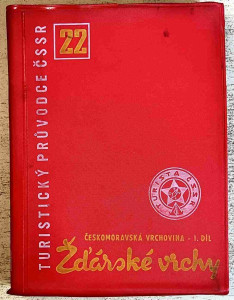 TURISTICKÝ PRŮVODCE ČSSR
22
TURISTA ČSSR
ČESKOMORAVSKÁ VRCHOVINA - I. DÍL
Žďárské vrchy